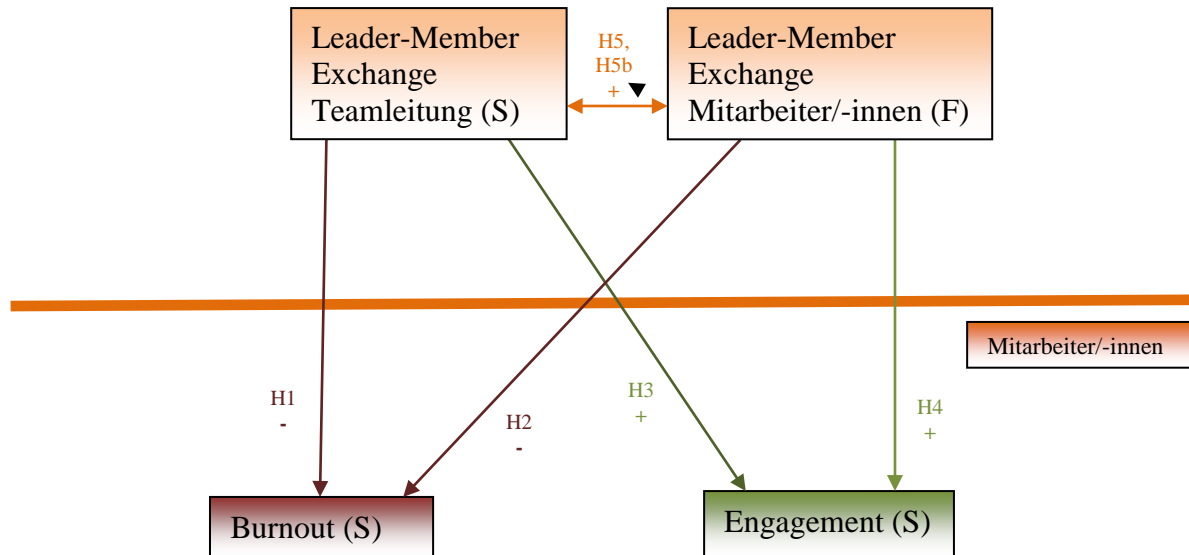 Leader-Member
Exchange
Teamleitung (S)
H5,
H5b
+
Leader-Member
Exchange
Mitarbeiter/-innen (F)
Mitarbeiter/-innen
H1
-
H2
-
H3
+
H4
+
Burnout (S)
Engagement (S)